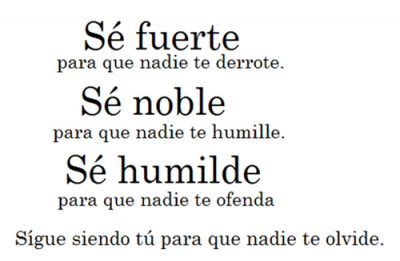 Sé fuerte
para que nadie te derrote.
Sé noble
para que nadie te humille.
Sé humilde
para que nadie te ofenda
Sígue siendo tú para que nadie te olvide.